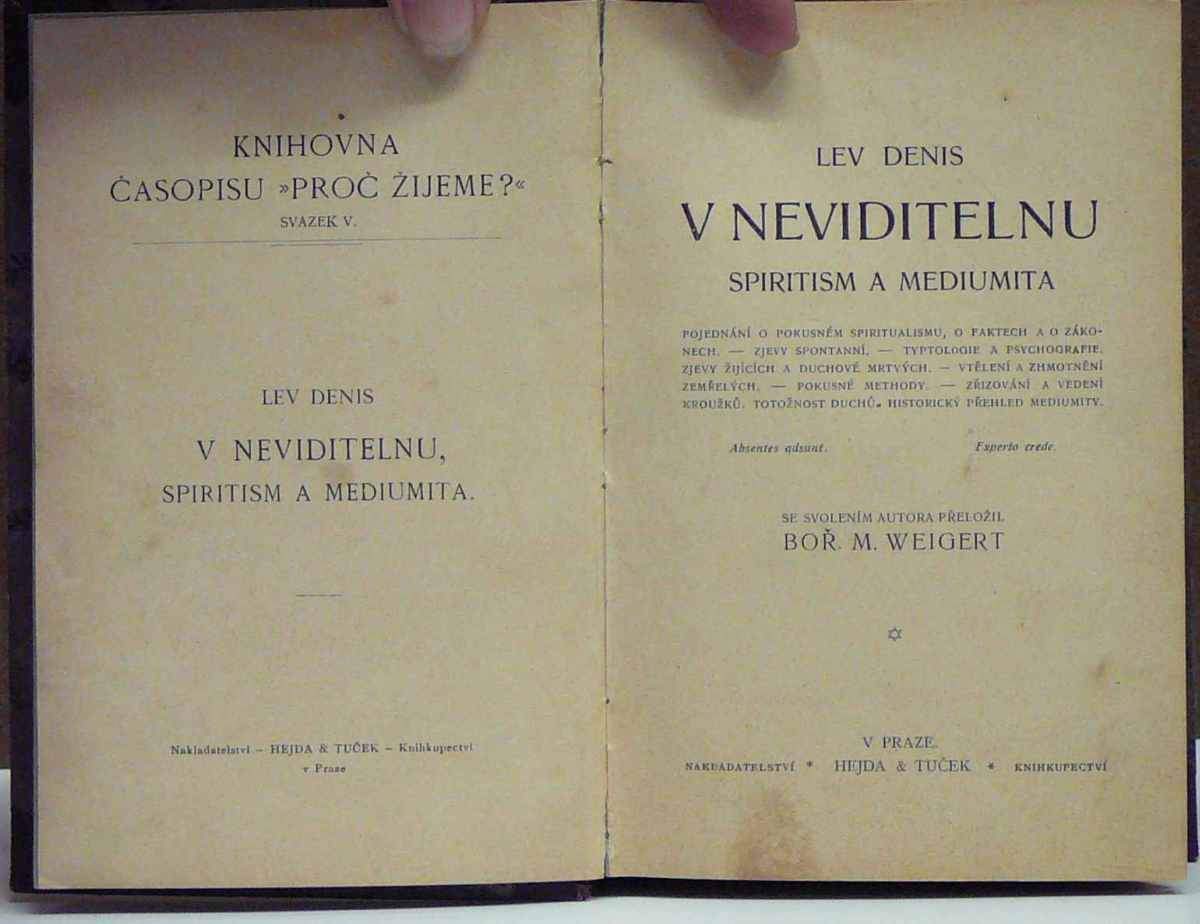 KNIHOVNA
ČASOPISU »PROČ ŽIJEME?«
SVAZEK V.
LEV DENIS
V NEVIDITELNU,
SPIRITISM A MEDIUMITA.
Nakladatelství – HEJDA & TUČEK – Knihkupectví
v Praze
LEV DENIS
V NEVIDITELNU
SPIRITISM A MEDIUMITA
POJEDNÁNÍ O POKUSNÉM SPIRITUALISMU, O FAKTECH A O ZÁKO-
NECH. — ZJEVY SPONTANNÍ. — TYPTOLOGIE A PSYCHOGRAFIE.
ZJEVY ŽIJÍCÍCH A DUCHOVÉ MRTVÝCH. — VTĚLENÍ A ZHMOTNĚNÍ
ZEMŘELÝCH. — POKUSNÉ METHODY. — ZŘIZOVÁNÍ A VEDENÍ
KROUŽKŮ. TOTOŽNOST DUCHŮ. HISTORICKÝ PŘEHLED MEDIUMITY.
Absentes adsunt. Experto crede.
SE SVOLENÍM AUTORA PŘELOŽIL
BOŘ. M. WEIGERT
V PRAZE.
NAKLADATELSTVÍ * HEJDA & TUČEK * KNIHKUPECTVÍ